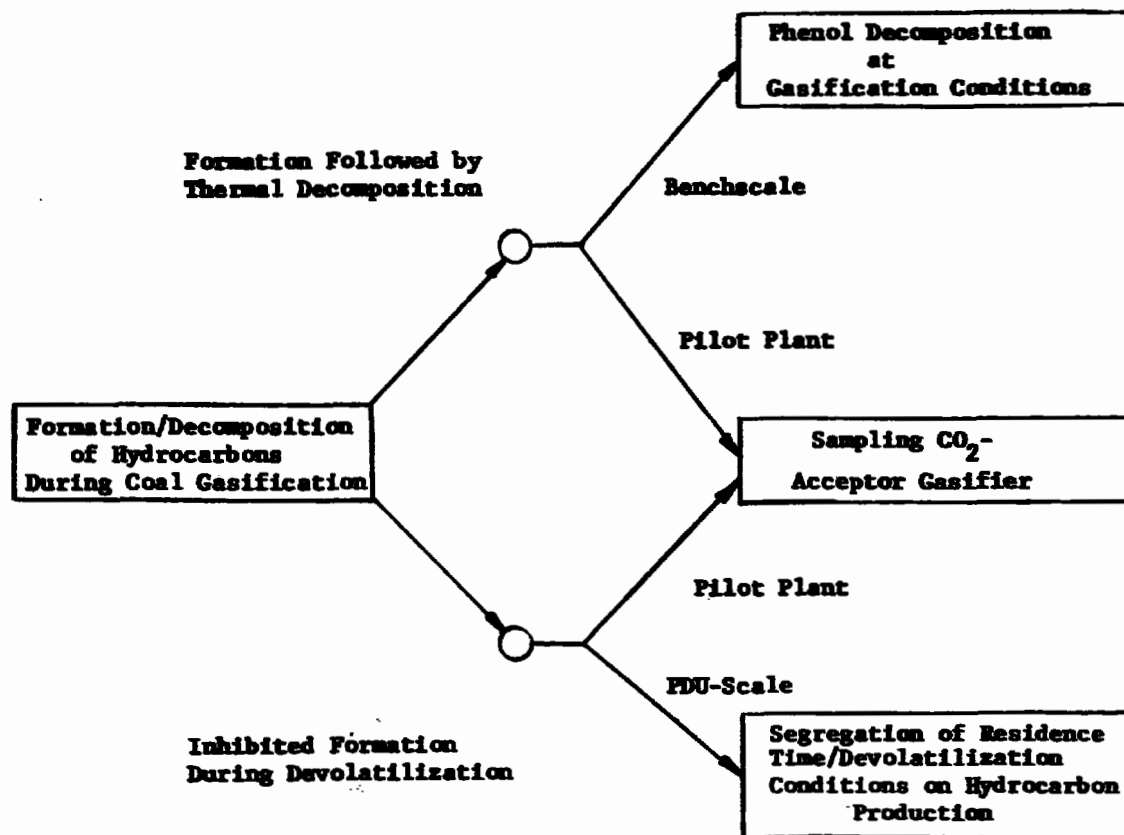 Phenol Decomposition
at
Gasification Conditions
Formation Followed by
Thermal Decomposition
Benchscale
Pilot Plant
Formation/Decomposition
of Hydrocarbons
During Coal Gasification
Sampling CO₂-
Acceptor Gasifier
Pilot Plant
PDU-Scale
Inhibited Formation
During Devolatilization
Segregation of Residence
Time/Devolatilization
Conditions on Hydrocarbon
Production